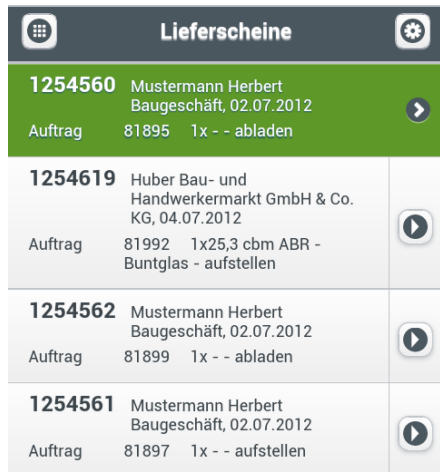 Lieferscheine
1254560 Mustermann Herbert
Baugeschäft, 02.07.2012
Auftrag 81895 1x - - abladen
1254619 Huber Bau- und
Handwerkermarkt GmbH & Co.
KG, 04.07.2012
Auftrag 81992 1x25,3 cbm ABR -
Buntglas - aufstellen
1254562 Mustermann Herbert
Baugeschäft, 02.07.2012
Auftrag 81899 1x - - abladen
1254561 Mustermann Herbert
Baugeschäft, 02.07.2012
Auftrag 81897 1x - - aufstellen